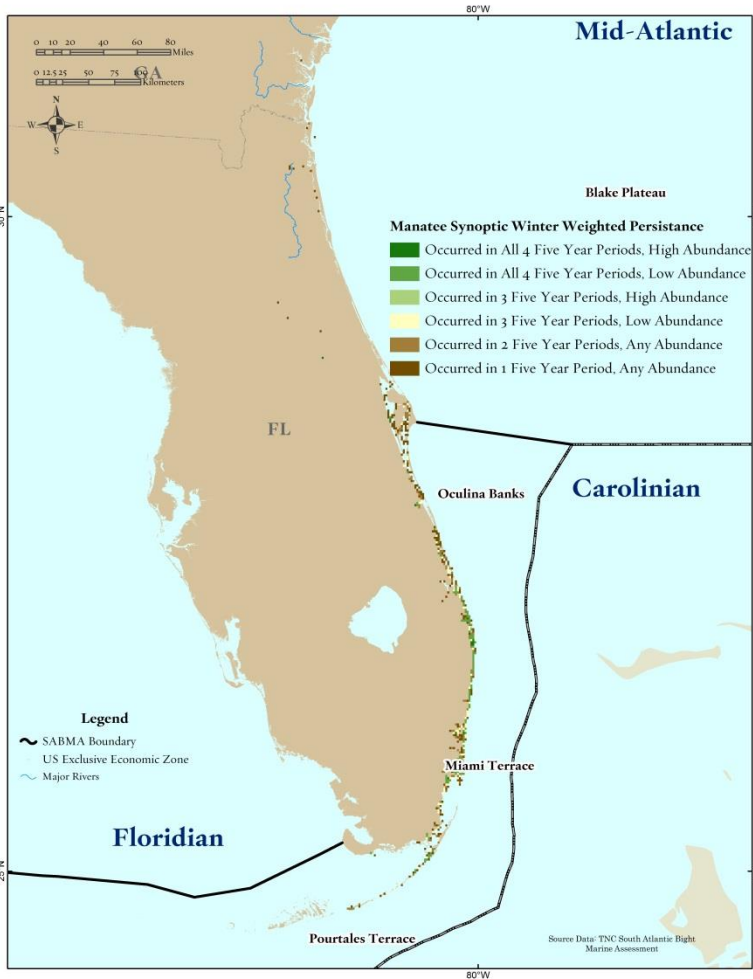 80°W
Mid-Atlantic
0 10 20 40 60 80
Miles
0 12.5 25 50 75 100
Kilometers
GA
N
W E
S
Blake Plateau
30°N
Manatee Synoptic Winter Weighted Persistance
Occurred in All 4 Five Year Periods, High Abundance
Occurred in All 4 Five Year Periods, Low Abundance
Occurred in 3 Five Year Periods, High Abundance
Occurred in 3 Five Year Periods, Low Abundance
Occurred in 2 Five Year Periods, Any Abundance
Occurred in 1 Five Year Period, Any Abundance
FL
Oculina Banks
Carolinian
Legend
SABMA Boundary
US Exclusive Economic Zone
Major Rivers
Miami Terrace
Floridian
25°N
Pourtales Terrace
Source Data: TNC South Atlantic Bight
Marine Assessment
80°W